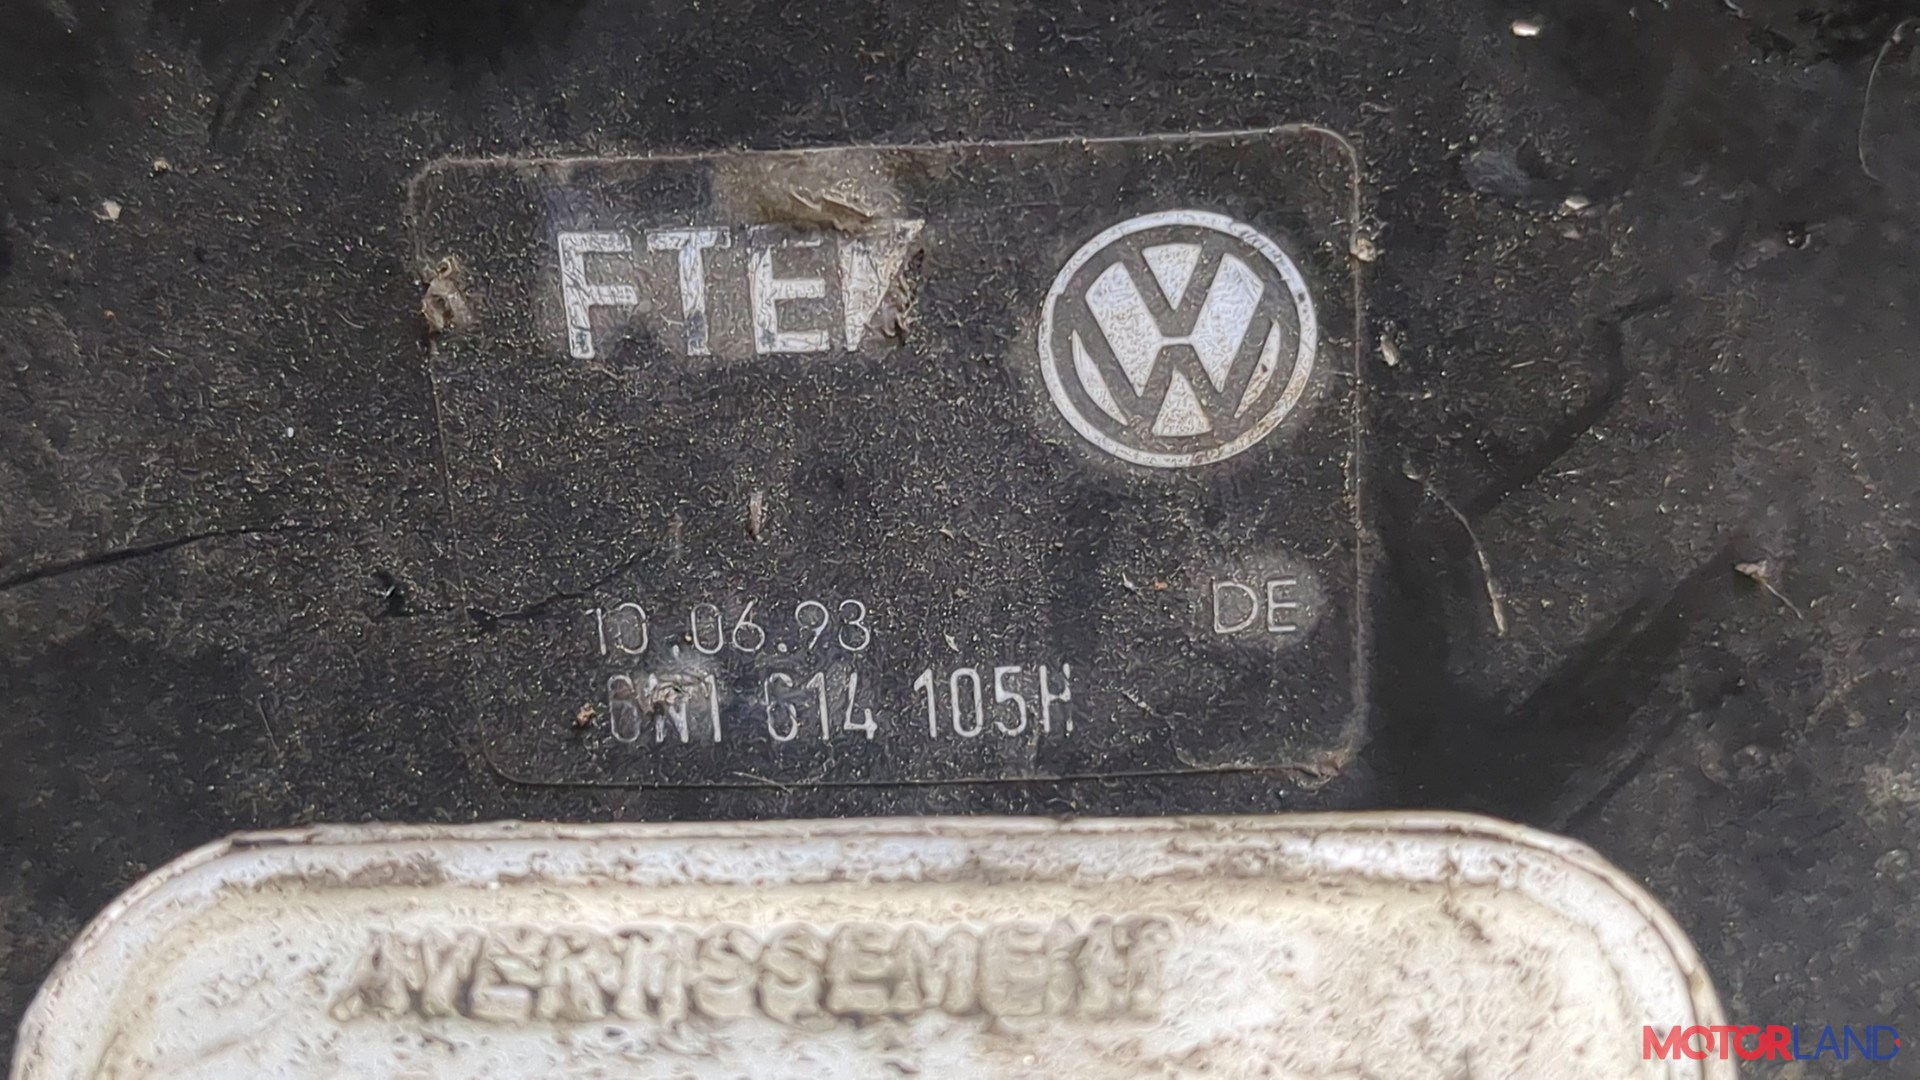 FTE
10.06.93
DE
6N1 614 105H
AVERTISSEMENT
MOTORLAND